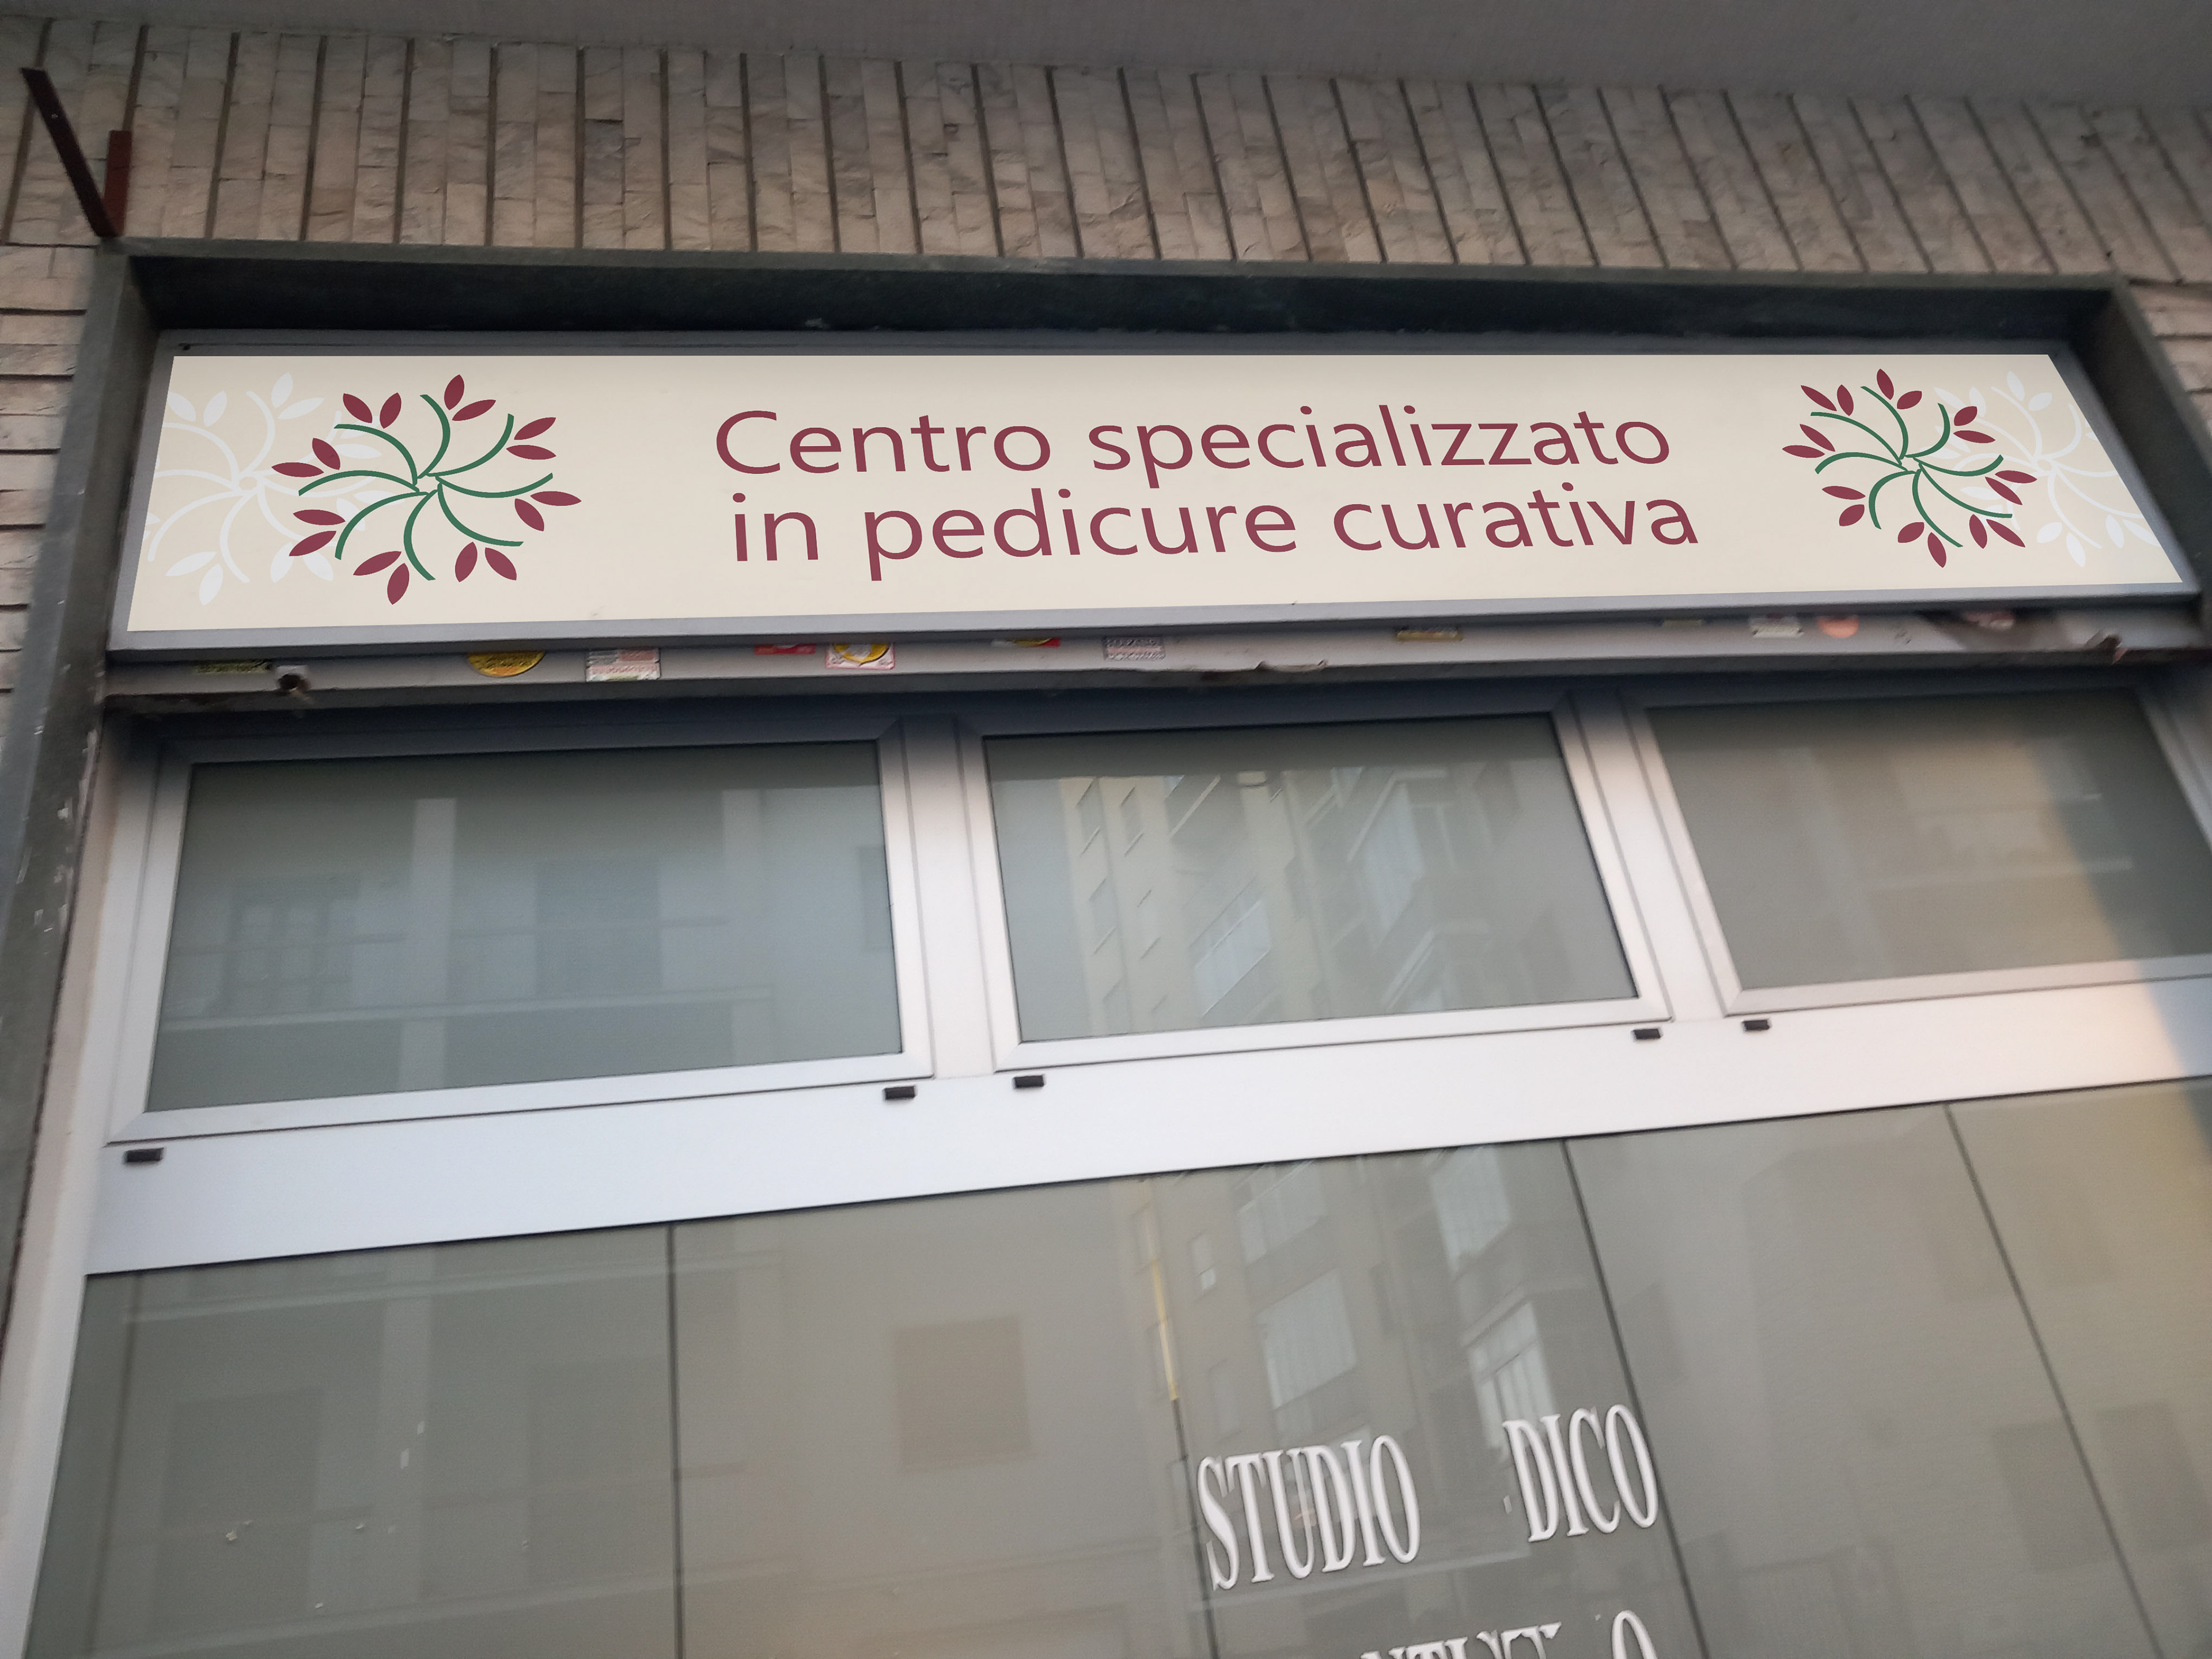 Centro specializzato
in pedicure curativa
STUDIO DICO